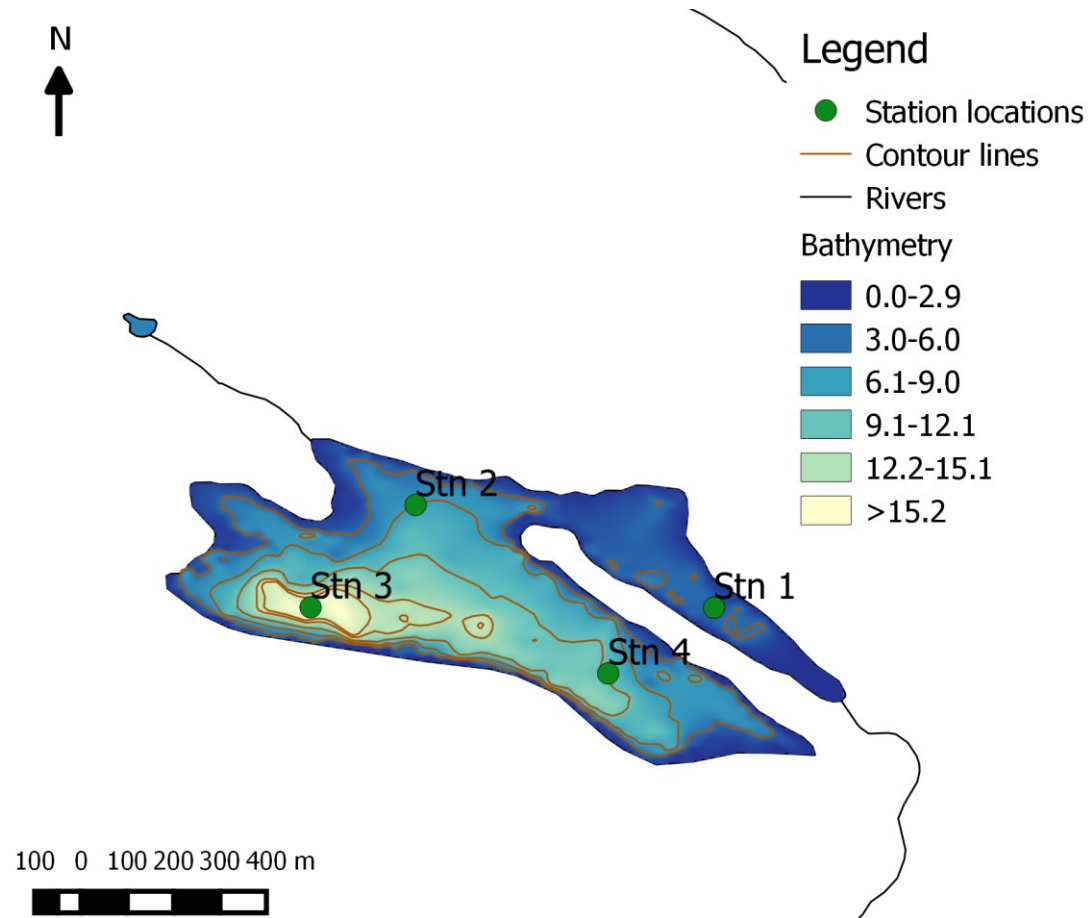 N
Legend
Station locations
Contour lines
Rivers
Bathymetry
0.0-2.9
3.0-6.0
6.1-9.0
9.1-12.1
12.2-15.1
>15.2
Stn 2
Stn 3
Stn 1
Stn 4
100 0 100 200 300 400 m